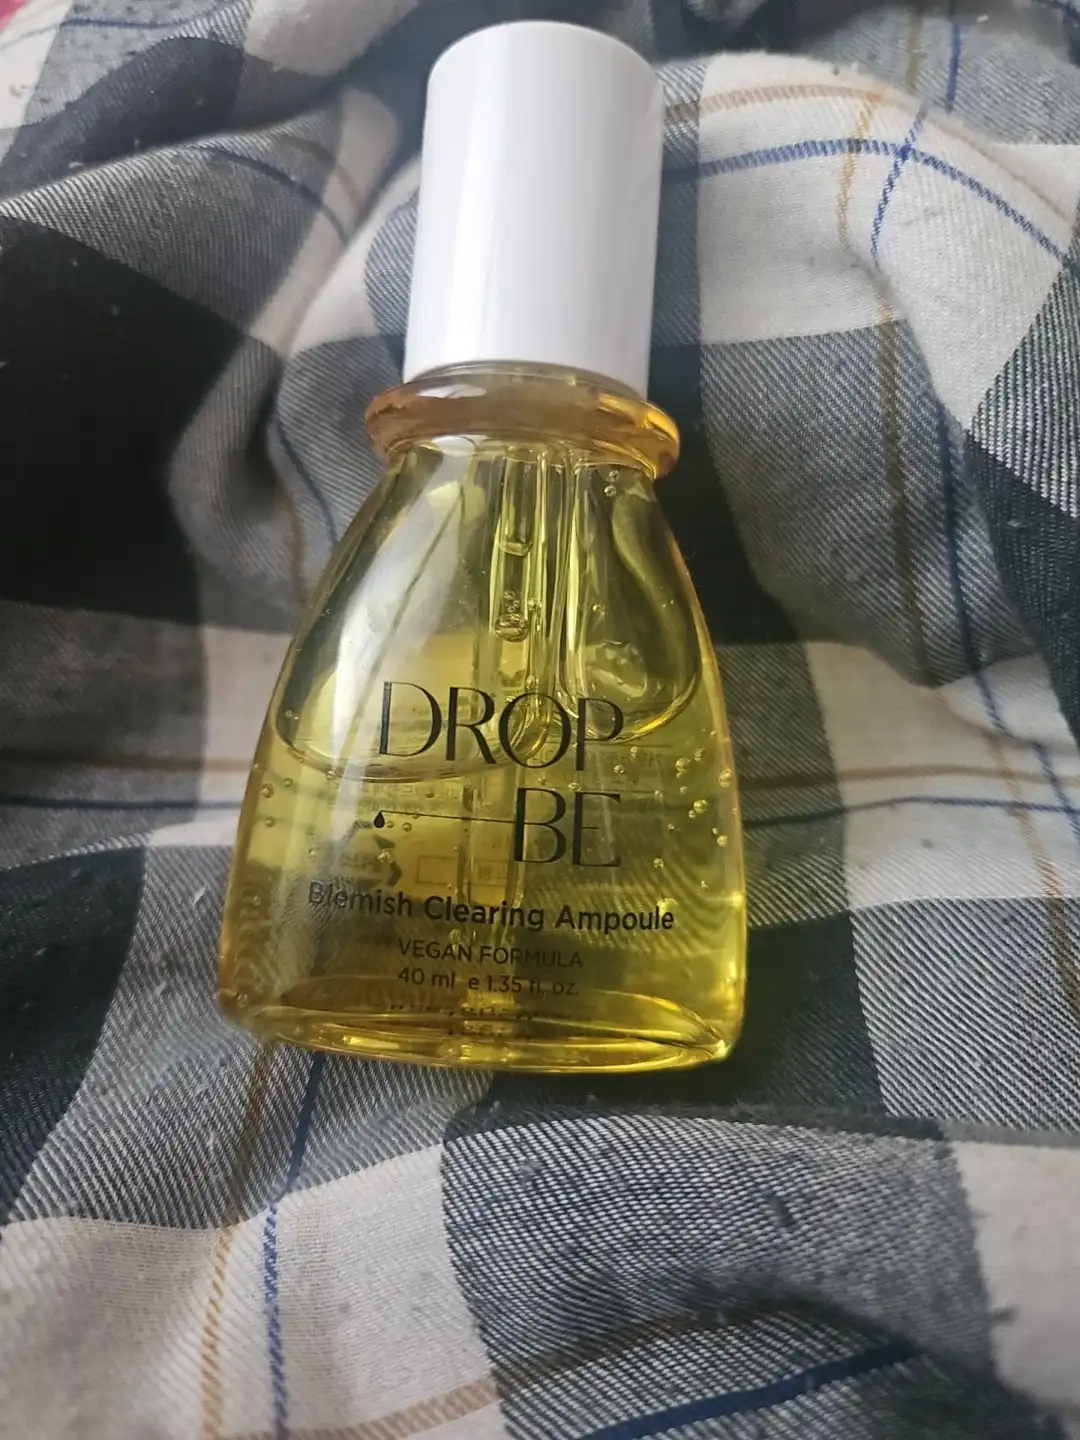 DROP
BE
Blemish Clearing Ampoule
VEGAN FORMULA
40 ml e 1.35 fl. oz.